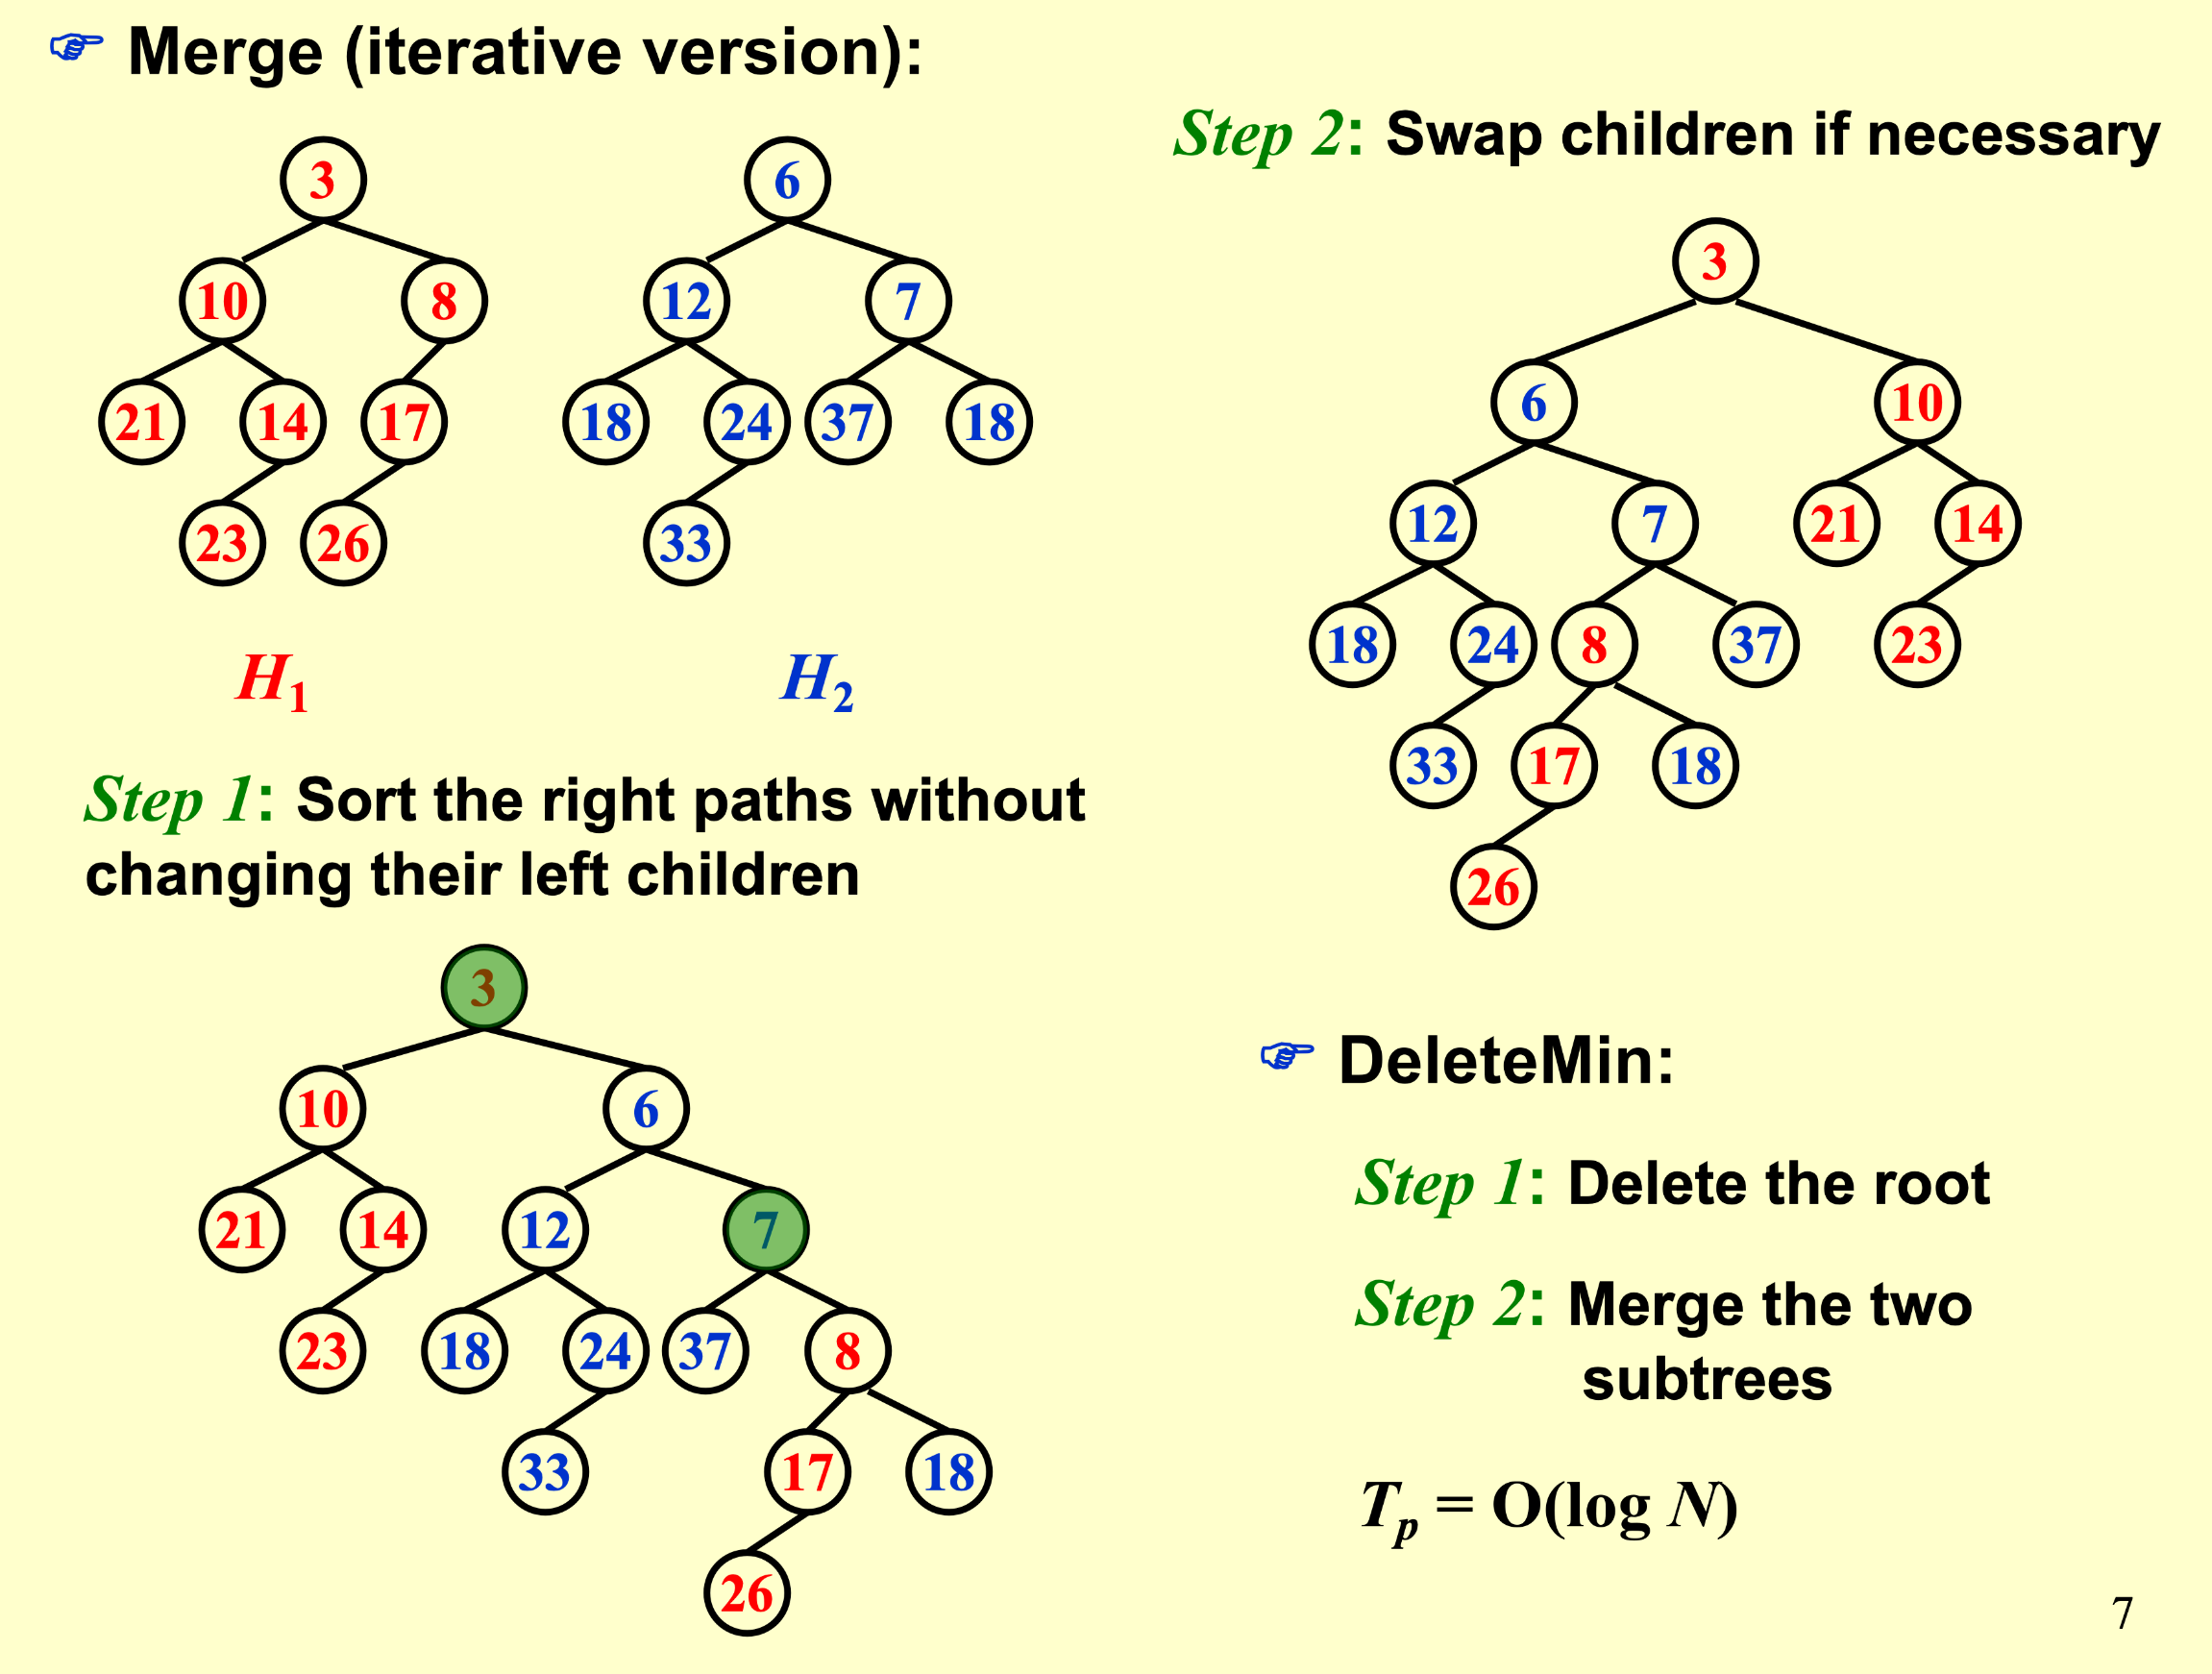 Merge (iterative version):
3 6
10 8 12 7
21 14 17 18 24 37 18
23 26 33
H1 H2
Step 1: Sort the right paths without
changing their left children
3
10 6
21 14 12 7
23 18 24 37 8
33 17 18
26
Step 2: Swap children if necessary
3
6 10
12 7 21 14
18 24 8 37 23
33 17 18
26
DeleteMin:
Step 1: Delete the root
Step 2: Merge the two
subtrees
Tp = O(log N)
7